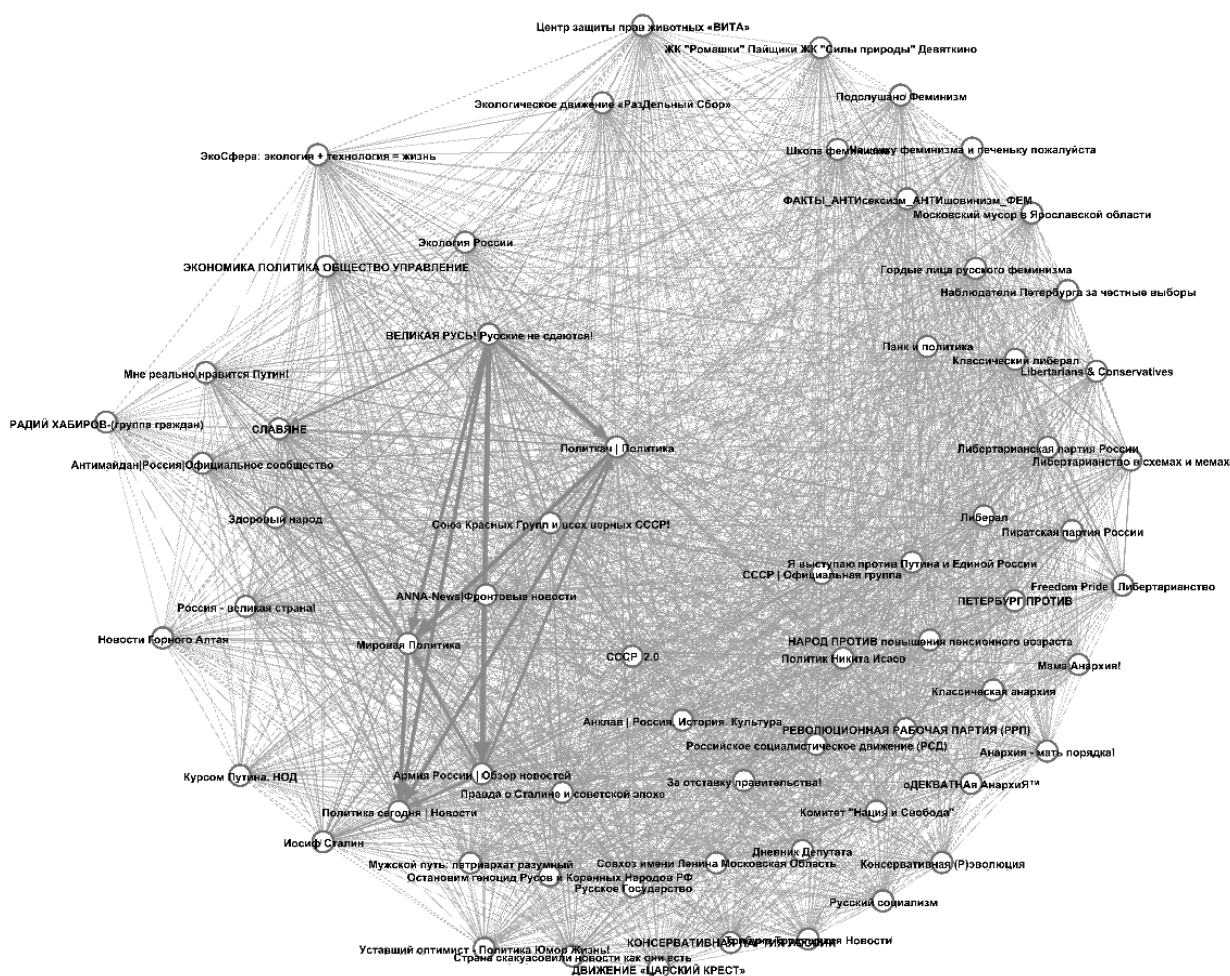 Центр защиты прав животных «ВИТА»
ЖК "Ромашки" Пайщики ЖК "Силы природы" Девяткино
Подслушано Феминизм
Экологическое движение «РазДельный Сбор»
ЭкоСфера: экология + технология = жизнь
Школа
феминизма и печеньку пожалуйста
ФАКТЫ_АНТИсексизм_АНТИшовинизм_ФЕМ
Московский мусор в Ярославской области
Экология России
ЭКОНОМИКА ПОЛИТИКА ОБЩЕСТВО УПРАВЛЕНИЕ
Гордые лица русского феминизма
Наблюдатели Петербурга за честные выборы
ВЕЛИКАЯ РУСЬ! Русские не сдаются!
Панк и политика
Классический либерал
Libertarians & Conservatives
Мне реально нравится Путин!
РАДИЙ ХАБИРОВ-(группа граждан)
СЛАВЯНЕ
Политкач | Политика
Либертарианская партия России
Либертарианство в схемах и мемах
Антимайдан|Россия|Официальное сообщество
Здоровый народ
Союз Красных Групп и всех верных СССР!
Либерал
Пиратская партия России
Я выступаю против Путина и Единой России
СССР | Официальная группа
Freedom Pride | Либертарианство
ANNA-News|Фронтовые новости
ПЕТЕРБУРГ ПРОТИВ
Россия - великая страна!
Новости Горного Алтая
Мировая Политика
НАРОД ПРОТИВ повышения пенсионного возраста
СССР 2.0
Политик Никита Исаев
Мама Анархия!
Классическая анархия
Анклав | Россия. История. Культура
РЕВОЛЮЦИОННАЯ РАБОЧАЯ ПАРТИЯ (РРП)
Российское социалистическое движение (РСД)
Анархия - мать порядка!
Курсом Путина. НОД
Армия России | Обзор новостей
За отставку правительства!
оДЕКВАТНАя АнархиЯ™
Правда о Сталине и советской эпохе
Политика сегодня | Новости
Комитет "Нация и Свобода"
Иосиф Сталин
Дневник Депутата
Мужской путь: патриархат разумный
Совхоз имени Ленина Московская Область
Консервативная (Р)эволюция
Остановим геноцид Русов и Коренных Народов РФ
Русское Государство
Русский социализм
КОНСЕРВАТИВНАЯ ПАРТИЯ РОССИИ
Новости
Уставший оптимист - Политика Юмор Жизнь!
Страна скакуасовили новости как они есть
ДВИЖЕНИЕ «ЦАРСКИЙ КРЕСТ»